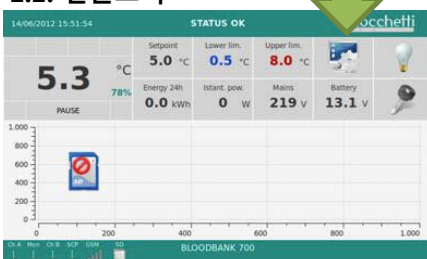 14/06/2012 15:51:54 STATUS OK occhetti
Setpoint Lower lim. Upper lim.
5.0 °C 0.5 °C 8.0 °C
5.3 °C
78%
PAUSE
Energy 24h Istant. pow. Mains Battery
0.0 kWh 0 W 219 V 13.1 V
1.000
800
600
400
200
0
0 200 400 600 800 1.000
Ch A Mon Ch B SCP GSM SD
BLOODBANK 700